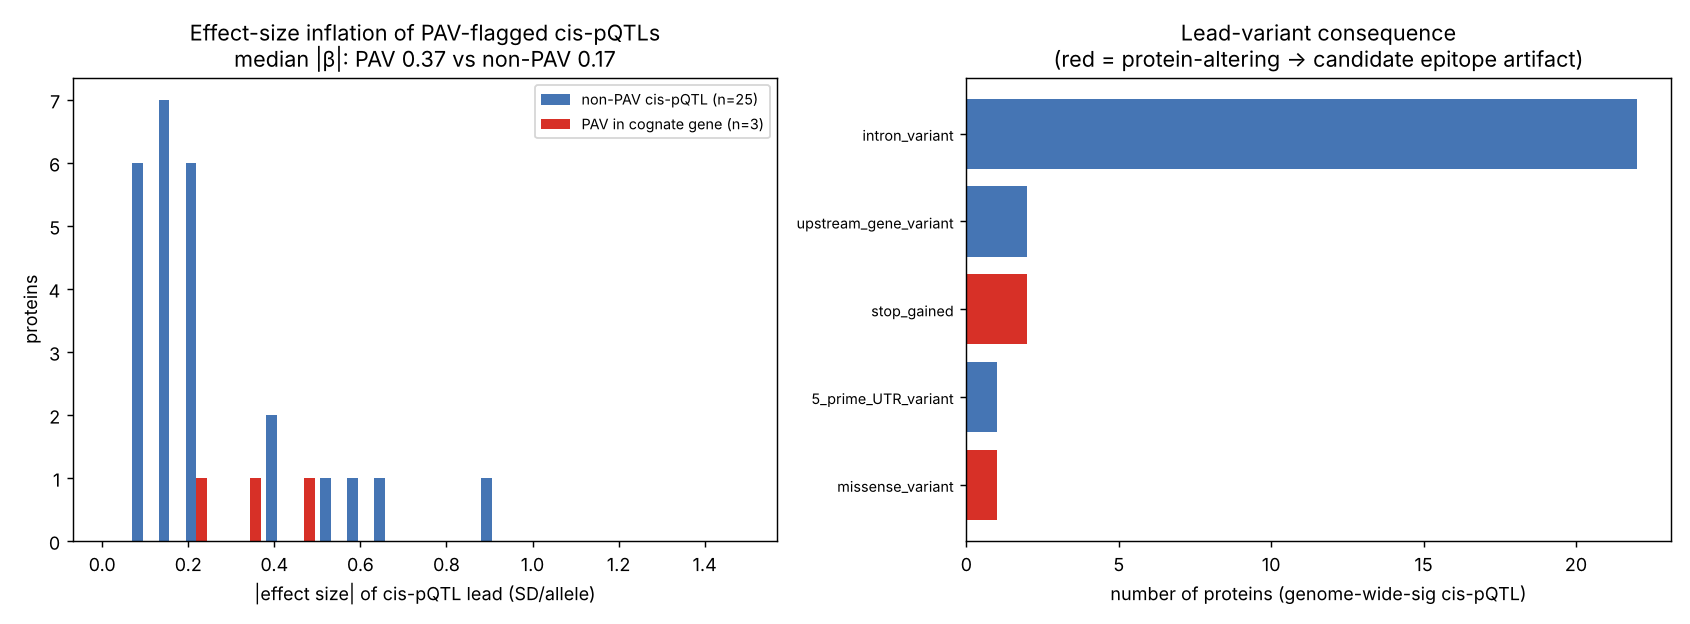 Effect-size inflation of PAV-flagged cis-pQTLs
median |β|: PAV 0.37 vs non-PAV 0.17
7
6
5
4
3
2
1
0
proteins
non-PAV cis-pQTL (n=25)
PAV in cognate gene (n=3)
0.0 0.2 0.4 0.6 0.8 1.0 1.2 1.4
|effect size| of cis-pQTL lead (SD/allele)
Lead-variant consequence
(red = protein-altering → candidate epitope artifact)
intron_variant
upstream_gene_variant
stop_gained
5_prime_UTR_variant
missense_variant
0 5 10 15 20
number of proteins (genome-wide-sig cis-pQTL)